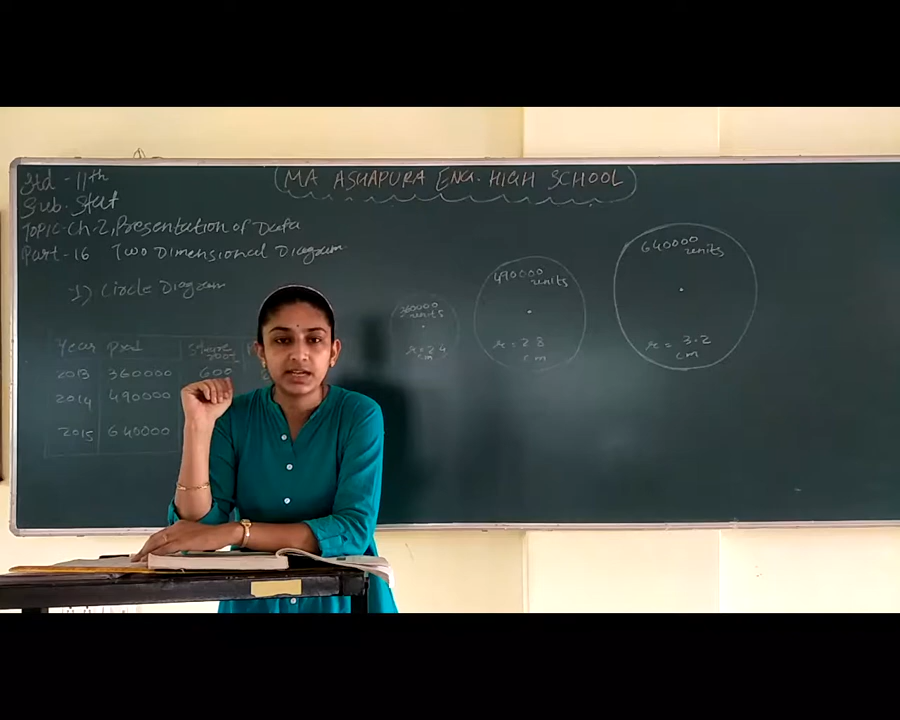 MA ASHAPURA ENG. HIGH SCHOOL
Std - 11th
Sub. Stat
Topic - Ch-2, Presentation of Data
Part - 16 Two Dimensional Diagram
1) Circle Diagram
Year Prod Square root
2013 360000 600
2014 490000
2015 640000
360000 units
r = 2.4 cm
490000 units
r = 2.8 cm
640000 units
r = 3.2 cm